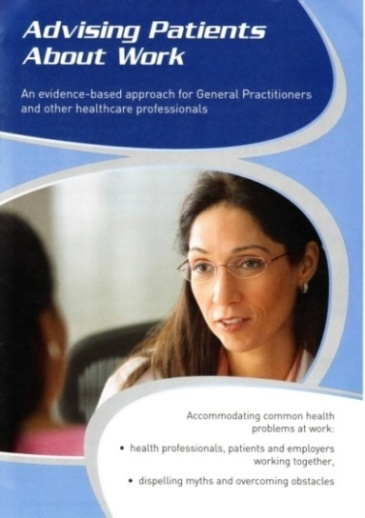 Advising Patients
About Work
An evidence-based approach for General Practitioners
and other healthcare professionals
Accommodating common health
problems at work:
• health professionals, patients and employers
working together,
• dispelling myths and overcoming obstacles